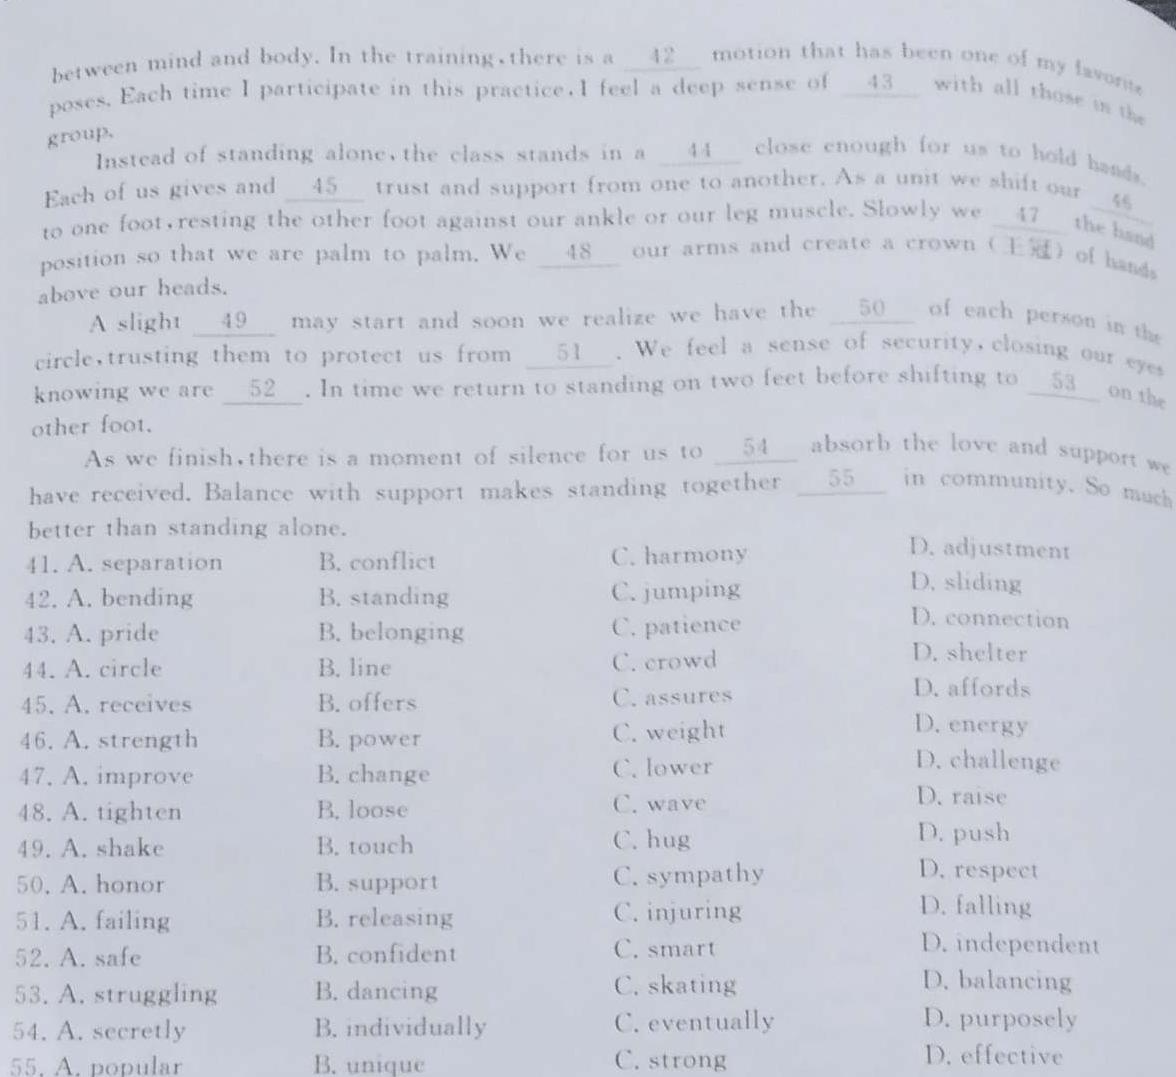 between mind and body. In the training, there is a 42 motion that has been one of my favorite
poses. Each time I participate in this practice, I feel a deep sense of 43 with all those in the
group.
Instead of standing alone, the class stands in a 44 close enough for us to hold hands.
Each of us gives and 45 trust and support from one to another. As a unit we shift our 46
to one foot, resting the other foot against our ankle or our leg muscle. Slowly we 47 the hand
position so that we are palm to palm. We 48 our arms and create a crown (王冠) of hands
above our heads.
A slight 49 may start and soon we realize we have the 50 of each person in the
circle, trusting them to protect us from 51 . We feel a sense of security, closing our eyes
knowing we are 52 . In time we return to standing on two feet before shifting to 53 on the
other foot.
As we finish, there is a moment of silence for us to 54 absorb the love and support we
have received. Balance with support makes standing together 55 in community. So much
better than standing alone.
41. A. separation B. conflict C. harmony D. adjustment
42. A. bending B. standing C. jumping D. sliding
43. A. pride B. belonging C. patience D. connection
44. A. circle B. line C. crowd D. shelter
45. A. receives B. offers C. assures D. affords
46. A. strength B. power C. weight D. energy
47. A. improve B. change C. lower D. challenge
48. A. tighten B. loose C. wave D. raise
49. A. shake B. touch C. hug D. push
50. A. honor B. support C. sympathy D. respect
51. A. failing B. releasing C. injuring D. falling
52. A. safe B. confident C. smart D. independent
53. A. struggling B. dancing C. skating D. balancing
54. A. secretly B. individually C. eventually D. purposely
55. A. popular B. unique C. strong D. effective